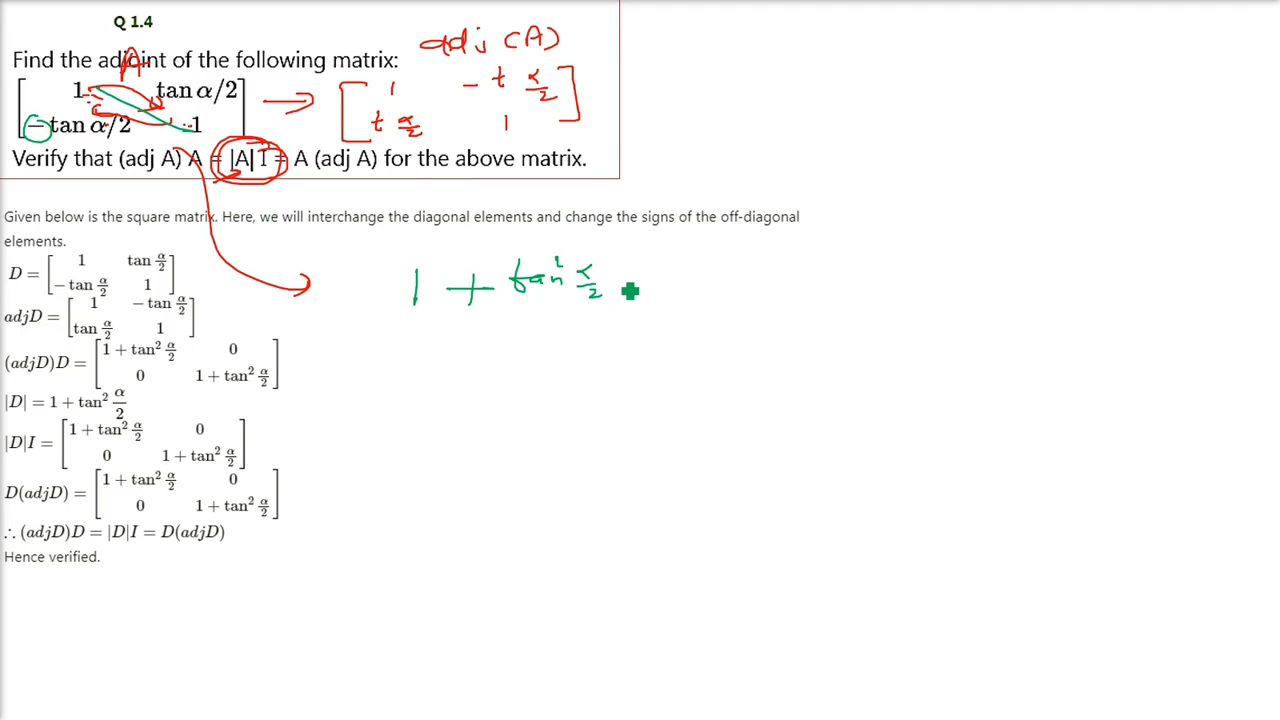 Q 1.4
Find the adjoint of the following matrix:
A
adj (A)
1 tan α/2
−tan α/2 1
1 − t α/2
t α/2 1
Verify that (adj A) A = |A| I = A (adj A) for the above matrix.
Given below is the square matrix. Here, we will interchange the diagonal elements and change the signs of the off-diagonal
elements.
D = [ 1 tan α/2
−tan α/2 1 ]
1 + tan² α/2
adjD = [ 1 −tan α/2
tan α/2 1 ]
(adjD)D = [ 1 + tan² α/2 0
0 1 + tan² α/2 ]
|D| = 1 + tan² α/2
|D|I = [ 1 + tan² α/2 0
0 1 + tan² α/2 ]
D(adjD) = [ 1 + tan² α/2 0
0 1 + tan² α/2 ]
∴ (adjD)D = |D|I = D(adjD)
Hence verified.